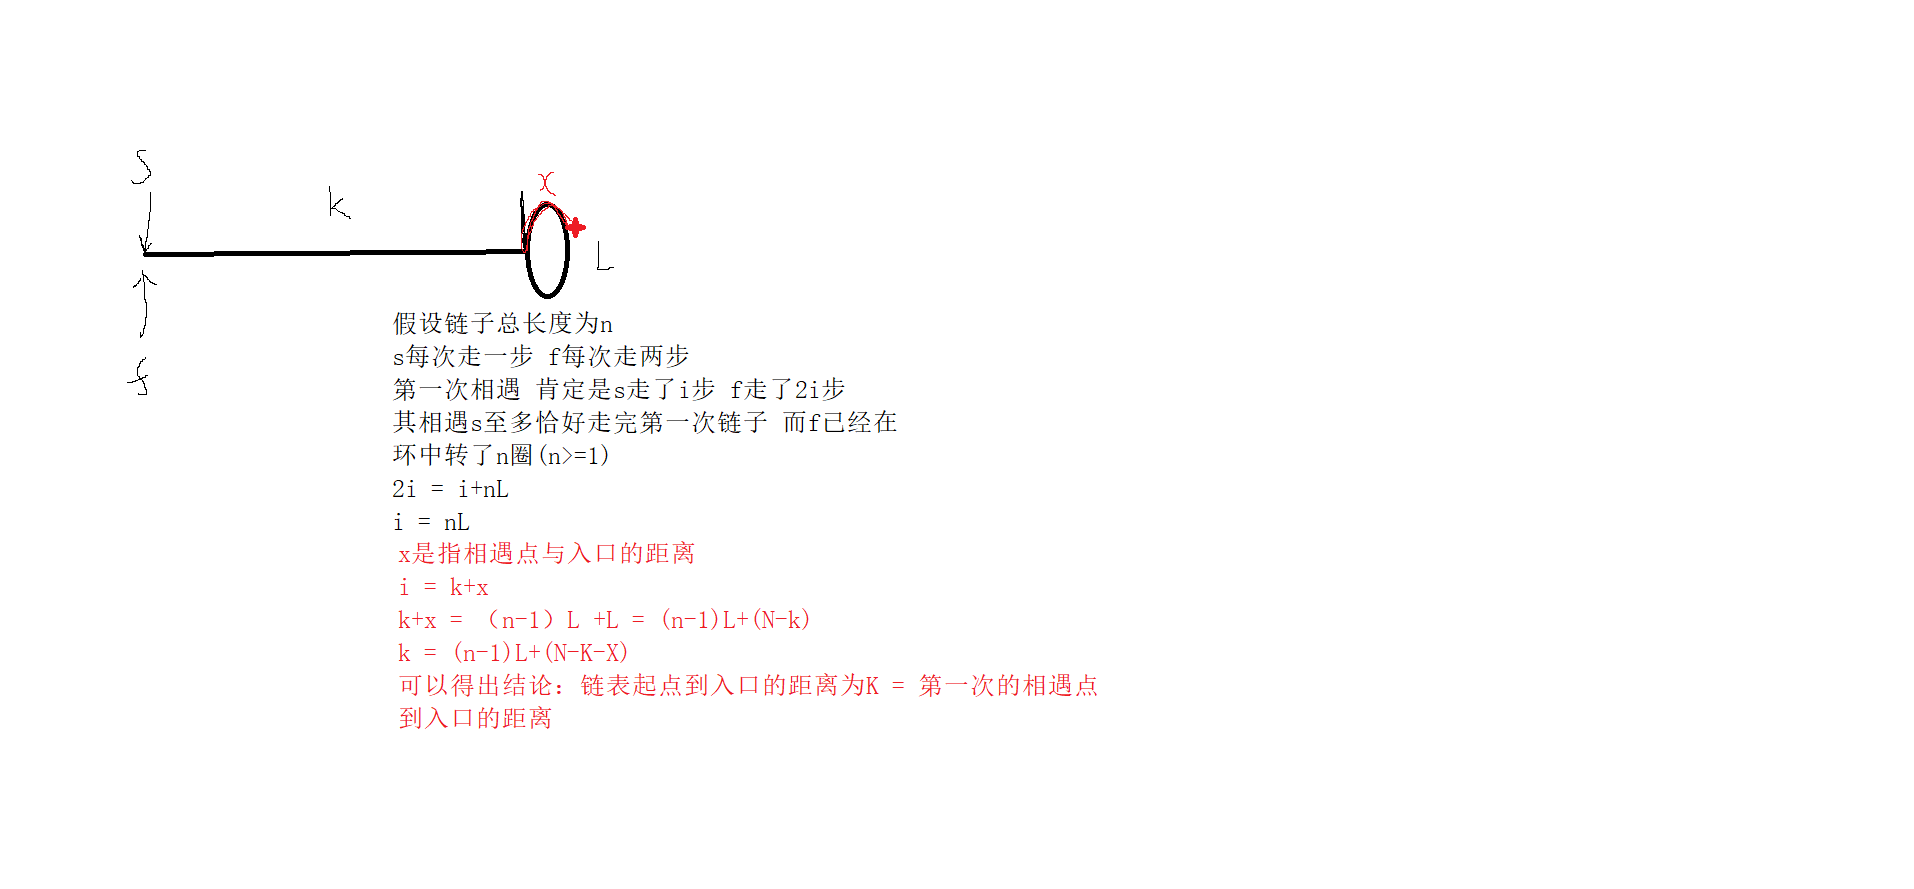 s
k
x
L
f
假设链子总长度为n
s每次走一步 f每次走两步
第一次相遇 肯定是s走了i步 f走了2i步
其相遇s至多恰好走完第一次链子 而f已经在
环中转了n圈(n>=1)
2i = i+nL
i = nL
x是指相遇点与入口的距离
i = k+x
k+x = （n-1）L +L = (n-1)L+(N-k)
k = (n-1)L+(N-K-X)
可以得出结论：链表起点到入口的距离为K = 第一次的相遇点
到入口的距离